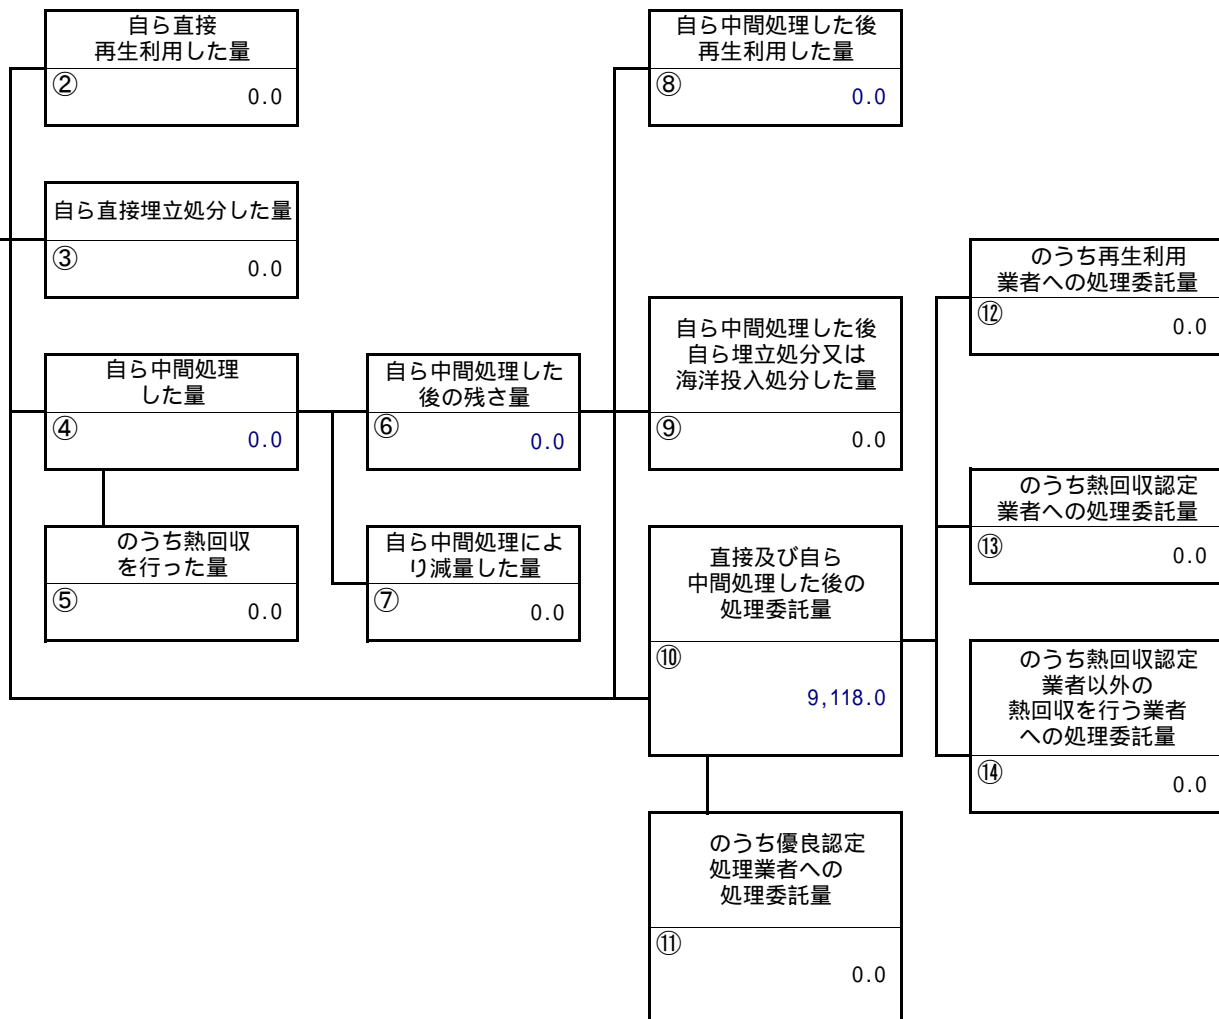 自ら直接
再生利用した量
②
0.0
自ら直接埋立処分した量
③
0.0
自ら中間処理
した量
④
0.0
のうち熱回収
を行った量
⑤
0.0
自ら中間処理した
後の残さ量
⑥
0.0
自ら中間処理によ
り減量した量
⑦
0.0
自ら中間処理した後
再生利用した量
⑧
0.0
自ら中間処理した後
自ら埋立処分又は
海洋投入処分した量
⑨
0.0
直接及び自ら
中間処理した後の
処理委託量
⑩
9,118.0
のうち優良認定
処理業者への
処理委託量
⑪
0.0
のうち再生利用
業者への処理委託量
⑫
0.0
のうち熱回収認定
業者への処理委託量
⑬
0.0
のうち熱回収認定
業者以外の
熱回収を行う業者
への処理委託量
⑭
0.0